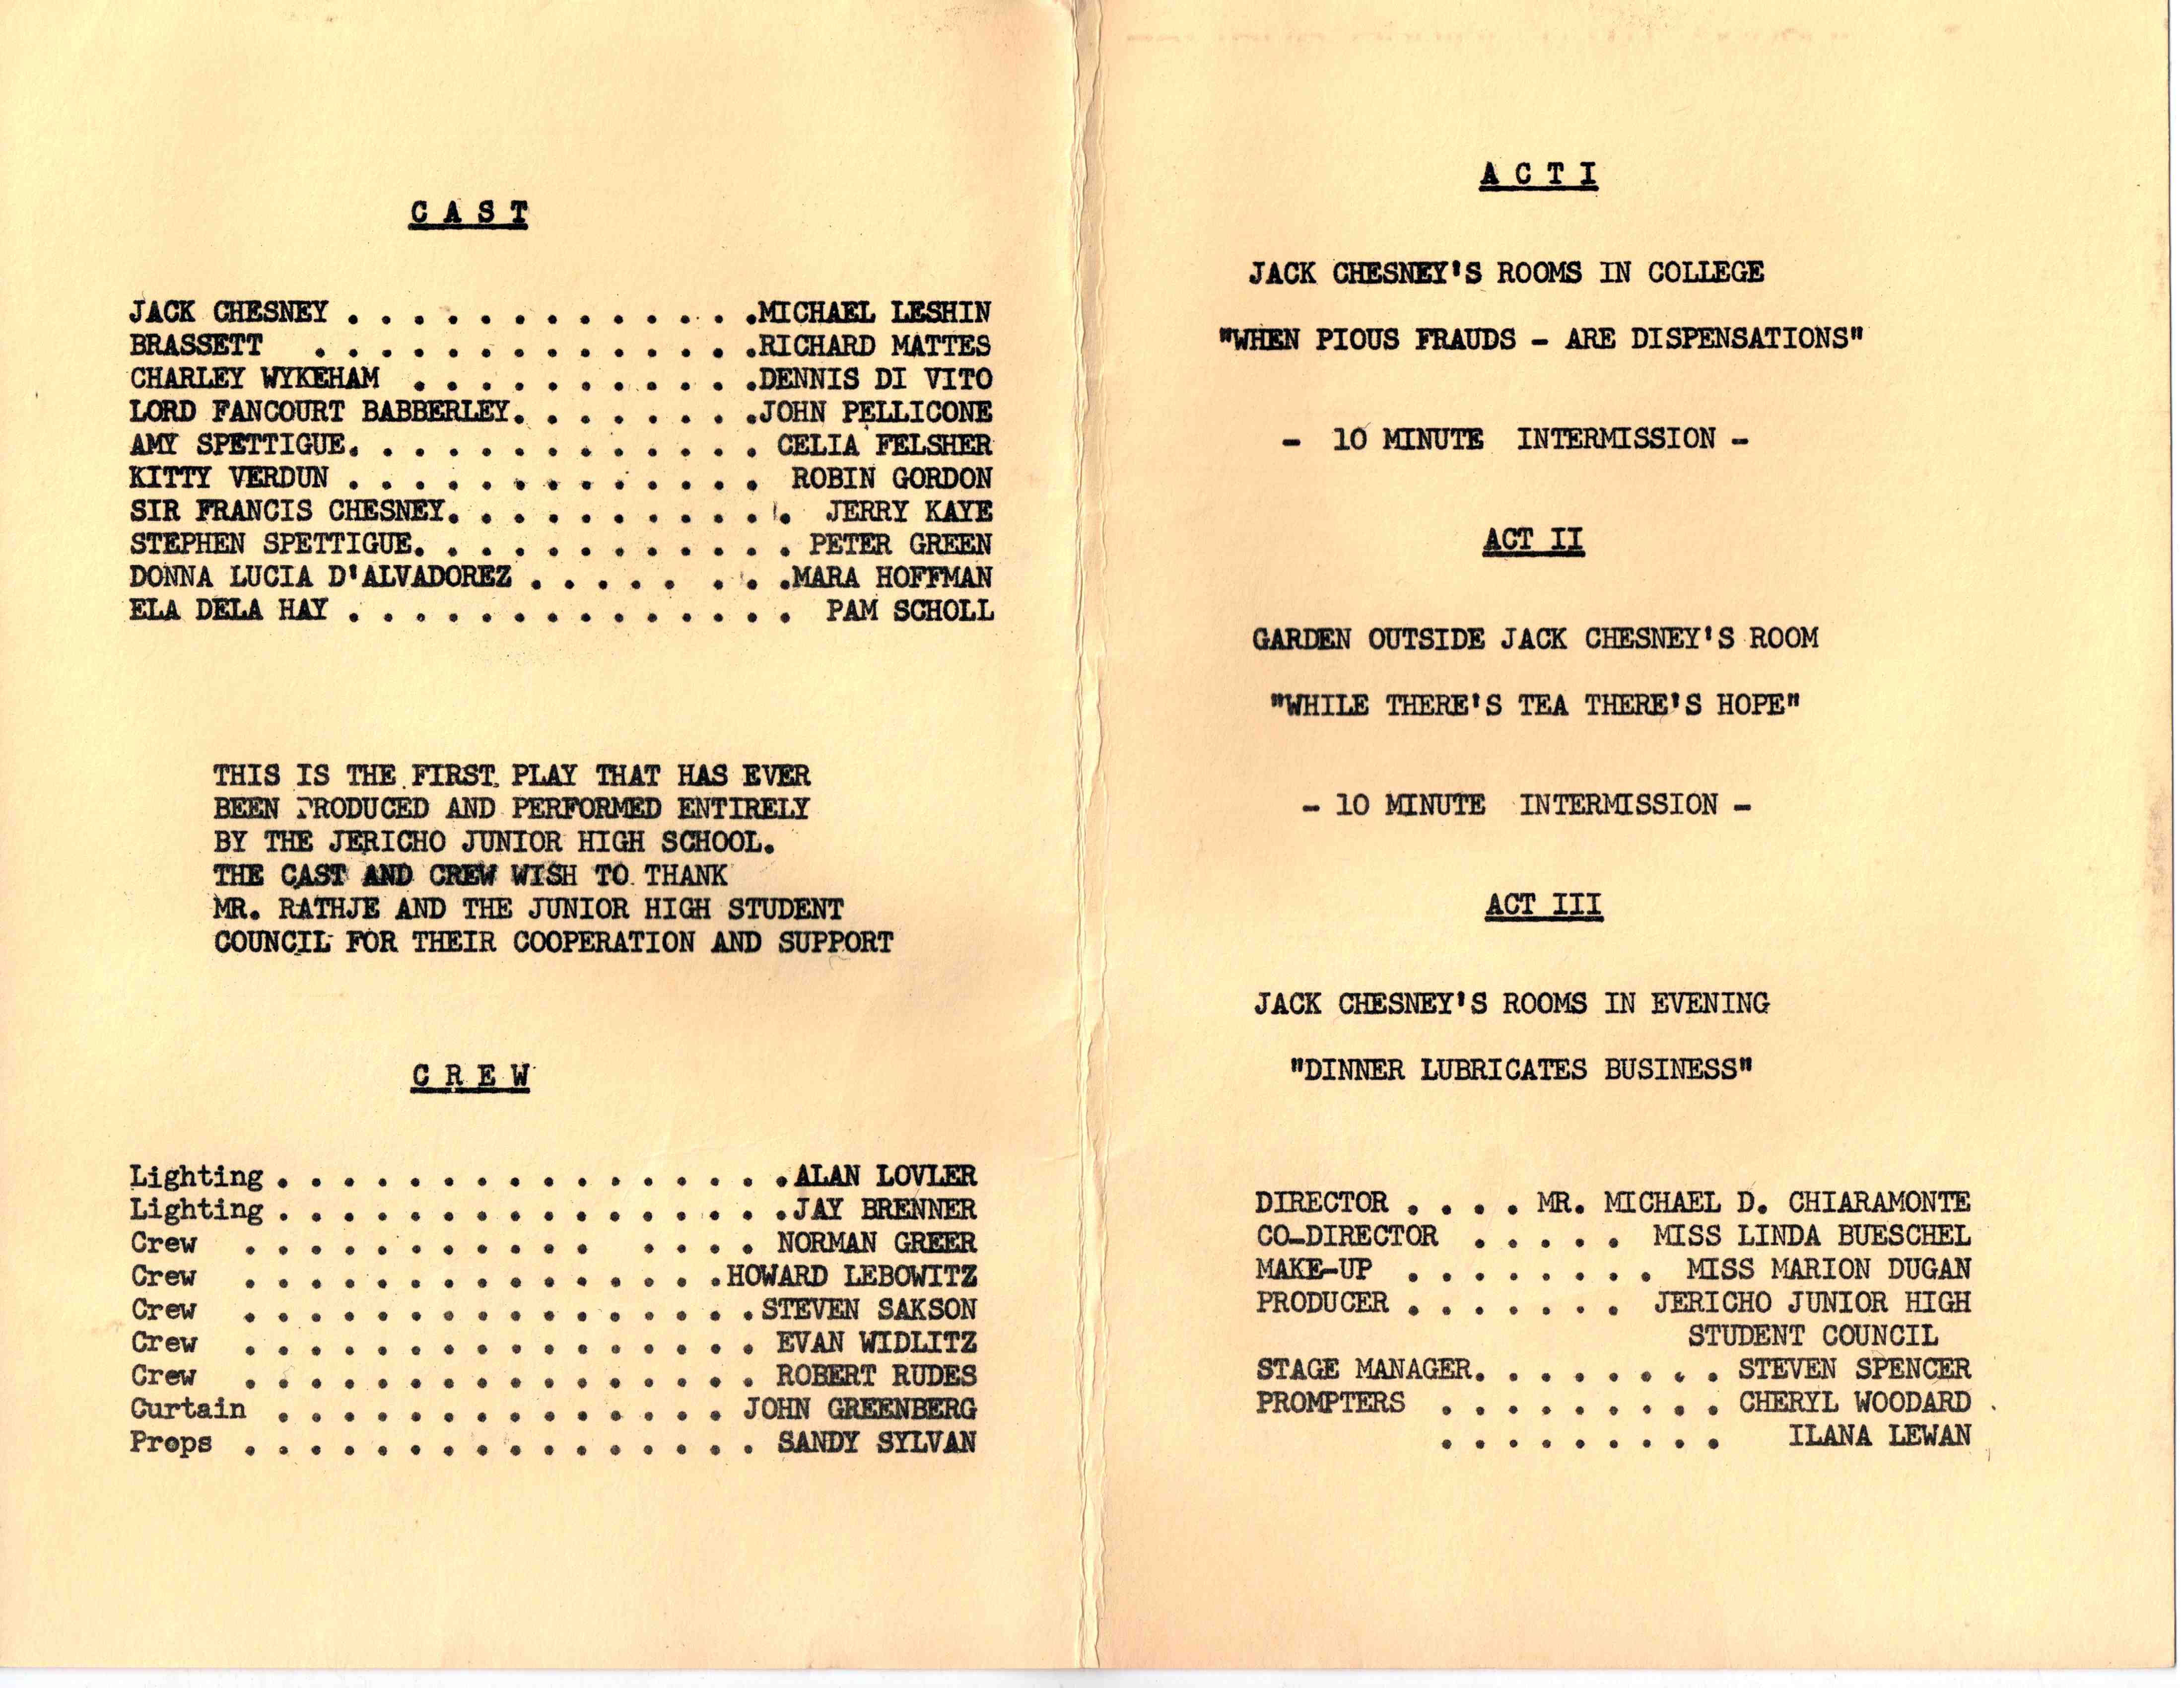 C A S T
JACK CHESNEY . . . . . . . . . . . . .MICHAEL LESHIN
BRASSETT . . . . . . . . . . . . . .RICHARD MATTES
CHARLEY WYKEHAM . . . . . . . . . . .DENNIS DI VITO
LORD FANCOURT BABBERLEY. . . . . . . .JOHN PELLICONE
AMY SPETTIGUE. . . . . . . . . . . . . CELIA FELSHER
KITTY VERDUN . . . . . . . . . . . . . ROBIN GORDON
SIR FRANCIS CHESNEY. . . . . . . . . . . JERRY KAYE
STEPHEN SPETTIGUE. . . . . . . . . . . . PETER GREEN
DONNA LUCIA D'ALVADOREZ . . . . . . . .MARA HOFFMAN
ELA DELA HAY . . . . . . . . . . . . . . PAM SCHOLL
THIS IS THE FIRST PLAY THAT HAS EVER
BEEN PRODUCED AND PERFORMED ENTIRELY
BY THE JERICHO JUNIOR HIGH SCHOOL.
THE CAST AND CREW WISH TO THANK
MR. RATHJE AND THE JUNIOR HIGH STUDENT
COUNCIL FOR THEIR COOPERATION AND SUPPORT
C R E W
Lighting . . . . . . . . . . . . . . . .ALAN LOVLER
Lighting . . . . . . . . . . . . . . . .JAY BRENNER
Crew . . . . . . . . . . . . . . . NORMAN GREER
Crew . . . . . . . . . . . . . . .HOWARD LEBOWITZ
Crew . . . . . . . . . . . . . . . .STEVEN SAKSON
Crew . . . . . . . . . . . . . . . . EVAN WIDLITZ
Crew . . . . . . . . . . . . . . . . ROBERT RUDES
Curtain . . . . . . . . . . . . . . JOHN GREENBERG
Props . . . . . . . . . . . . . . . . SANDY SYLVAN
A C T I
JACK CHESNEY'S ROOMS IN COLLEGE
"WHEN PIOUS FRAUDS - ARE DISPENSATIONS"
- 10 MINUTE INTERMISSION -
ACT II
GARDEN OUTSIDE JACK CHESNEY'S ROOM
"WHILE THERE'S TEA THERE'S HOPE"
- 10 MINUTE INTERMISSION -
ACT III
JACK CHESNEY'S ROOMS IN EVENING
"DINNER LUBRICATES BUSINESS"
DIRECTOR . . . . MR. MICHAEL D. CHIARAMONTE
CO-DIRECTOR . . . . . MISS LINDA BUESCHEL
MAKE-UP . . . . . . . . MISS MARION DUGAN
PRODUCER . . . . . . . JERICHO JUNIOR HIGH
STUDENT COUNCIL
STAGE MANAGER. . . . . . . . STEVEN SPENCER
PROMPTERS . . . . . . . . . CHERYL WOODARD
. . . . . . . . . ILANA LEWAN